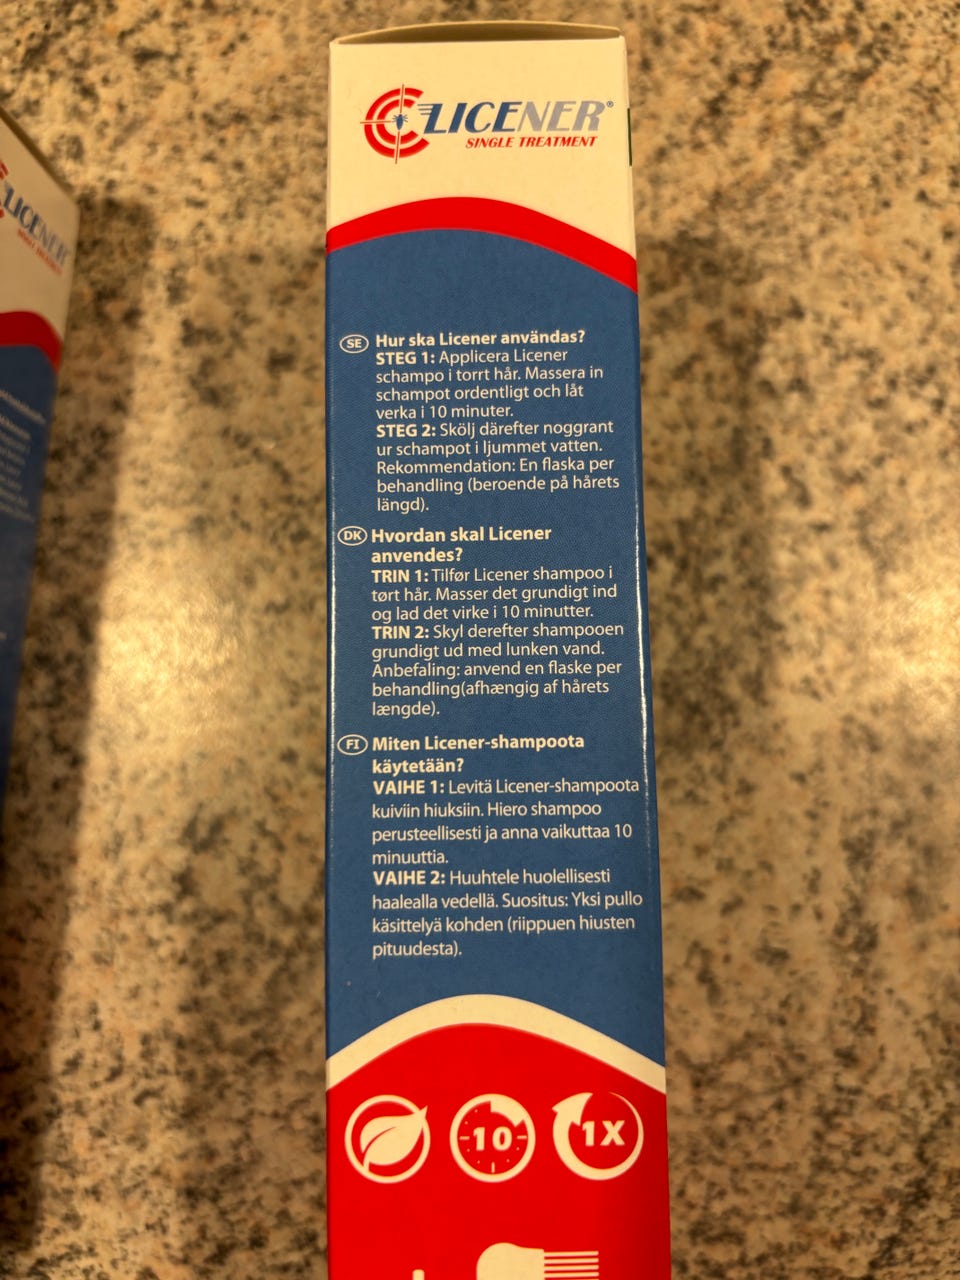 LICENER®
SINGLE TREATMENT
LICENER
SE Hur ska Licener användas?
STEG 1: Applicera Licener
schampo i torrt hår. Massera in
schampot ordentligt och låt
verka i 10 minuter.
STEG 2: Skölj därefter noggrant
ur schampot i ljummet vatten.
Rekommendation: En flaska per
behandling (beroende på hårets
längd).
DK Hvordan skal Licener
anvendes?
TRIN 1: Tilfør Licener shampoo i
tørt hår. Masser det grundigt ind
og lad det virke i 10 minutter.
TRIN 2: Skyl derefter shampooen
grundigt ud med lunken vand.
Anbefaling: anvend en flaske per
behandling(afhængig af hårets
længde).
FI Miten Licener-shampoota
käytetään?
VAIHE 1: Levitä Licener-shampoota
kuiviin hiuksiin. Hiero shampoo
perusteellisesti ja anna vaikuttaa 10
minuuttia.
VAIHE 2: Huuhtele huolellisesti
haalealla vedellä. Suositus: Yksi pullo
käsittelyä kohden (riippuen hiusten
pituudesta).
10 1X